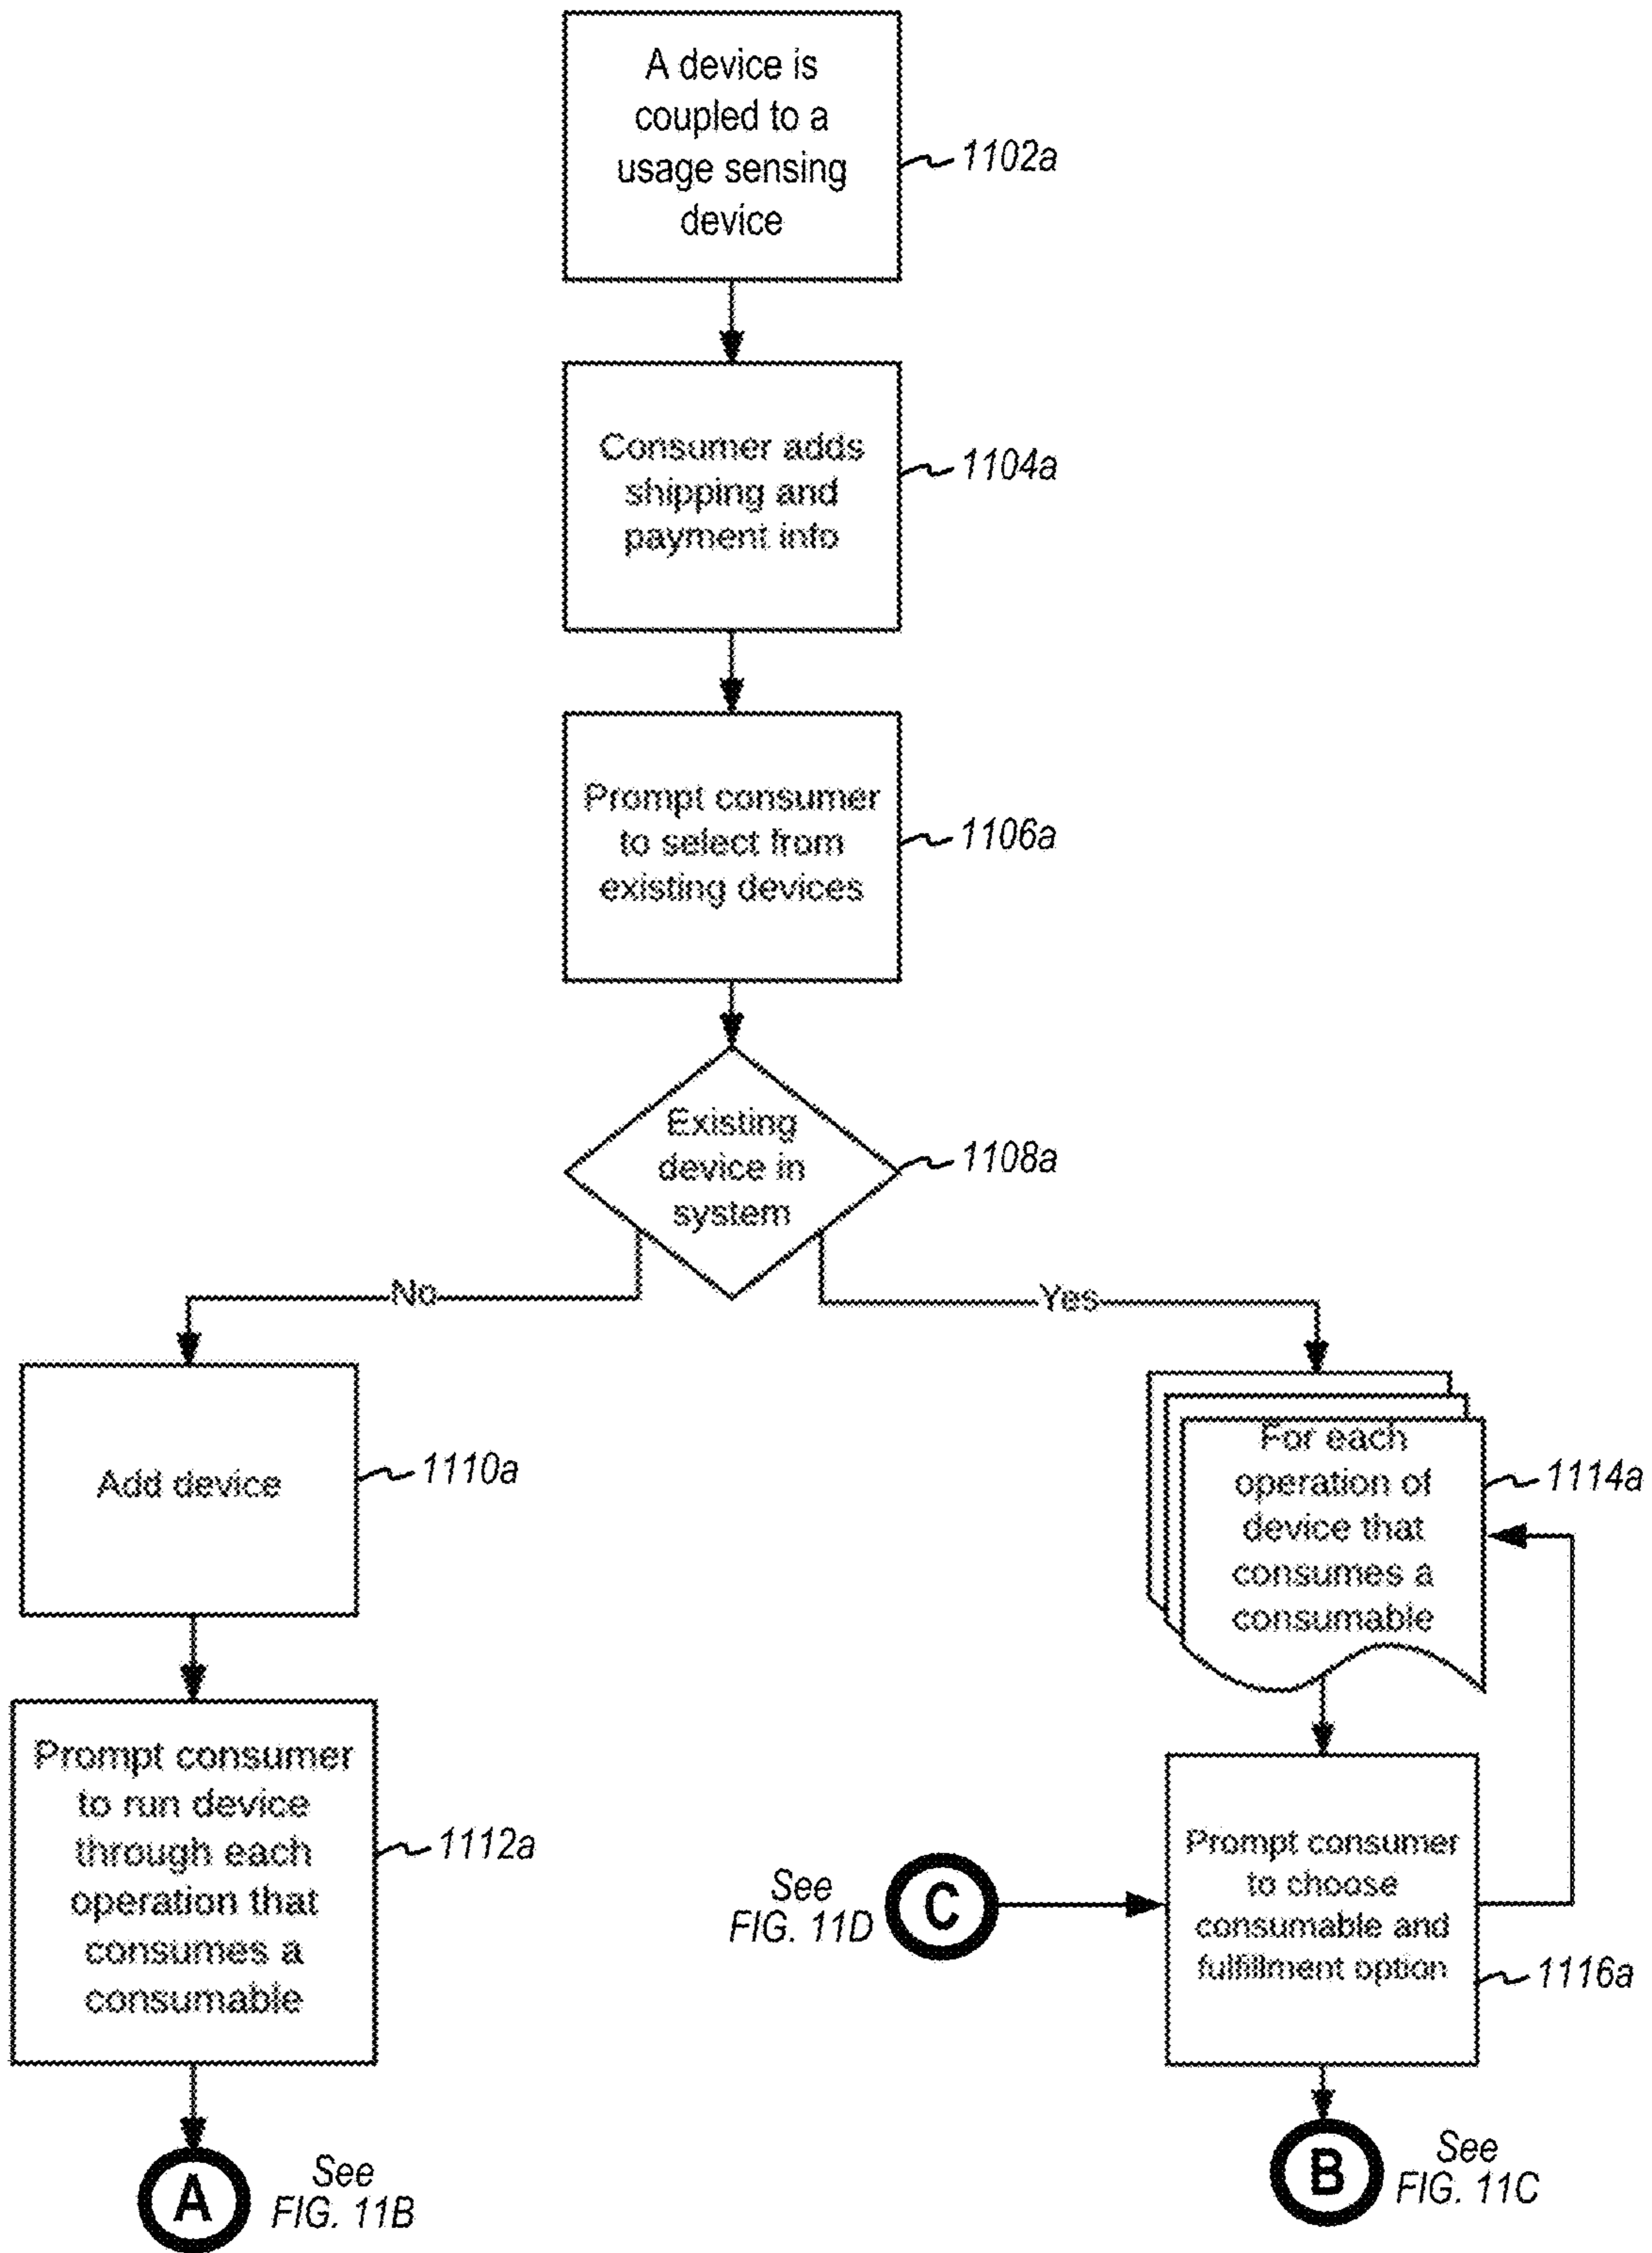 A device is
coupled to a
usage sensing
device
1102a
Consumer adds
shipping and
payment info
1104a
Prompt consumer
to select from
existing devices
1106a
Existing
device in
system
1108a
No
Yes
Add device
1110a
For each
operation of
device that
consumes a
consumable
1114a
Prompt consumer
to run device
through each
operation that
consumes a
consumable
1112a
See
FIG. 11D
C
Prompt consumer
to choose
consumable and
fulfillment option
1116a
A
See
FIG. 11B
B
See
FIG. 11C